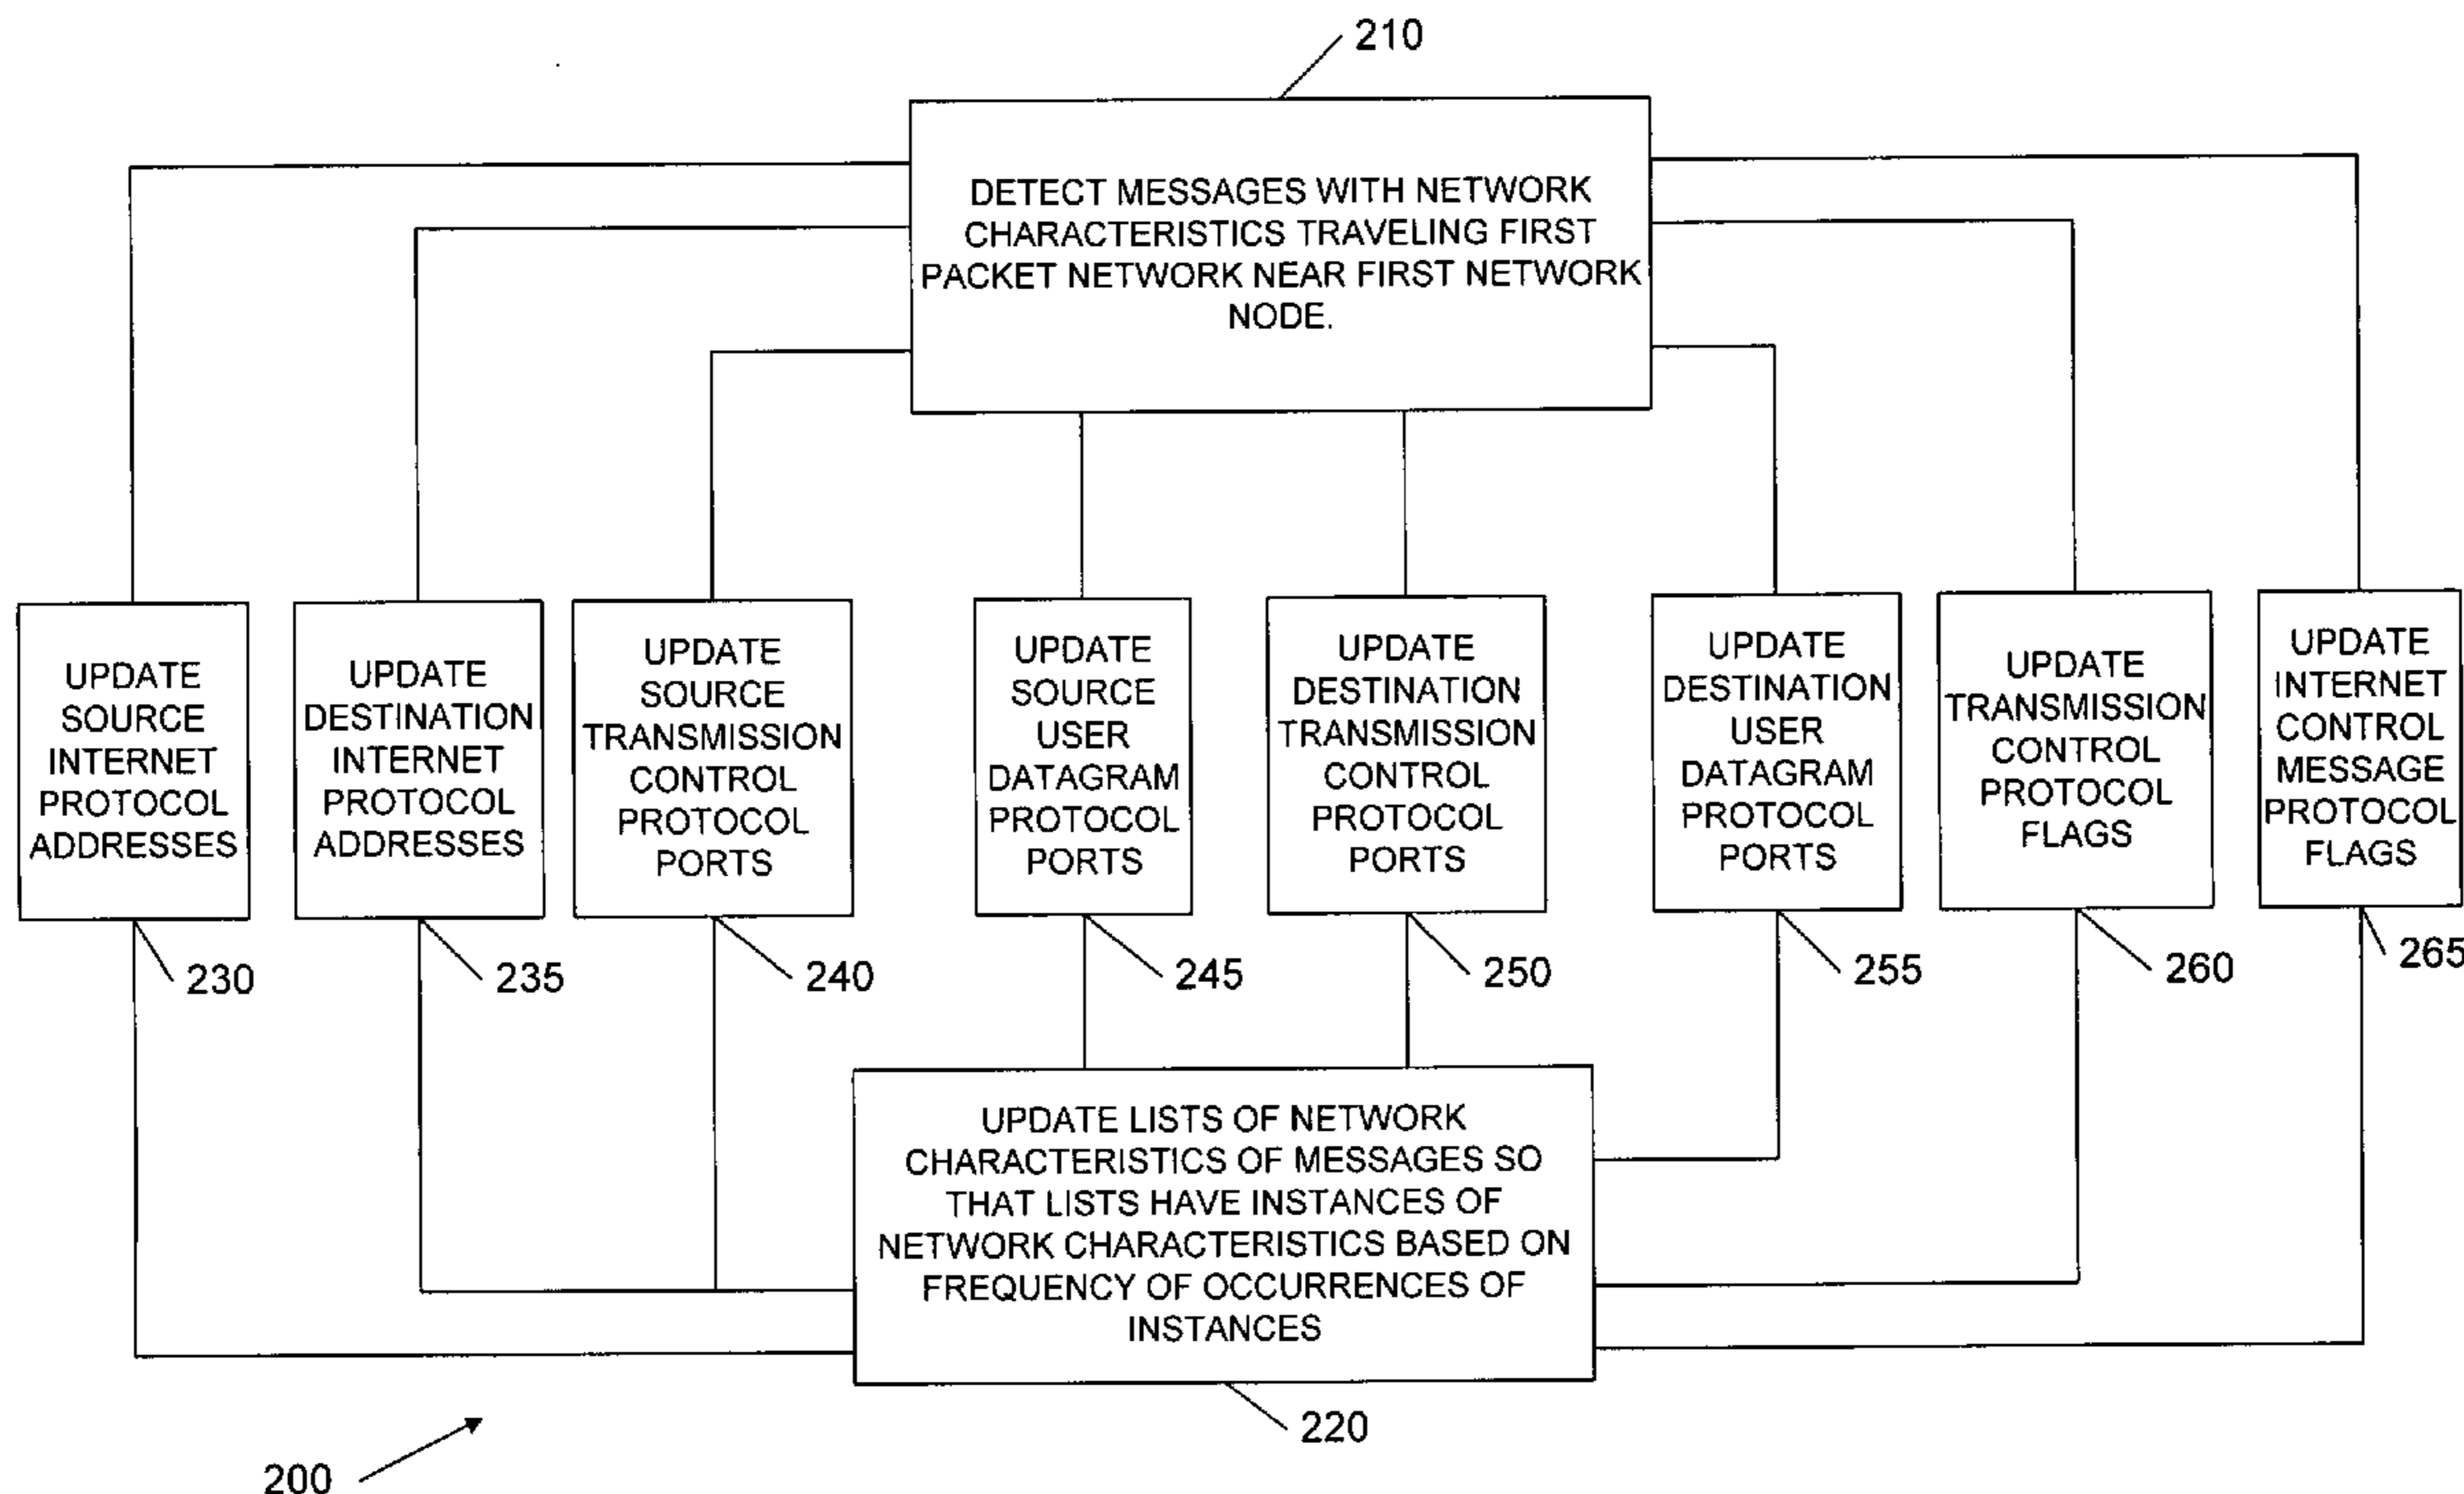 210
DETECT MESSAGES WITH NETWORK
CHARACTERISTICS TRAVELING FIRST
PACKET NETWORK NEAR FIRST NETWORK
NODE.
UPDATE
SOURCE
INTERNET
PROTOCOL
ADDRESSES
230
UPDATE
DESTINATION
INTERNET
PROTOCOL
ADDRESSES
235
UPDATE
SOURCE
TRANSMISSION
CONTROL
PROTOCOL
PORTS
240
UPDATE
SOURCE
USER
DATAGRAM
PROTOCOL
PORTS
245
UPDATE
DESTINATION
TRANSMISSION
CONTROL
PROTOCOL
PORTS
250
UPDATE
DESTINATION
USER
DATAGRAM
PROTOCOL
PORTS
255
UPDATE
TRANSMISSION
CONTROL
PROTOCOL
FLAGS
260
UPDATE
INTERNET
CONTROL
MESSAGE
PROTOCOL
FLAGS
265
UPDATE LISTS OF NETWORK
CHARACTERISTICS OF MESSAGES SO
THAT LISTS HAVE INSTANCES OF
NETWORK CHARACTERISTICS BASED ON
FREQUENCY OF OCCURRENCES OF
INSTANCES
220
200